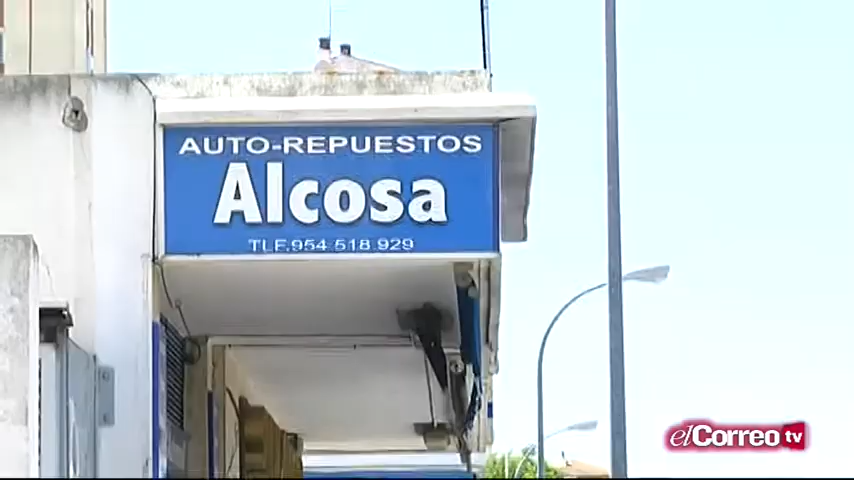 AUTO-REPUESTOS
Alcosa
TLF. 954 518 929
elCorreo tv